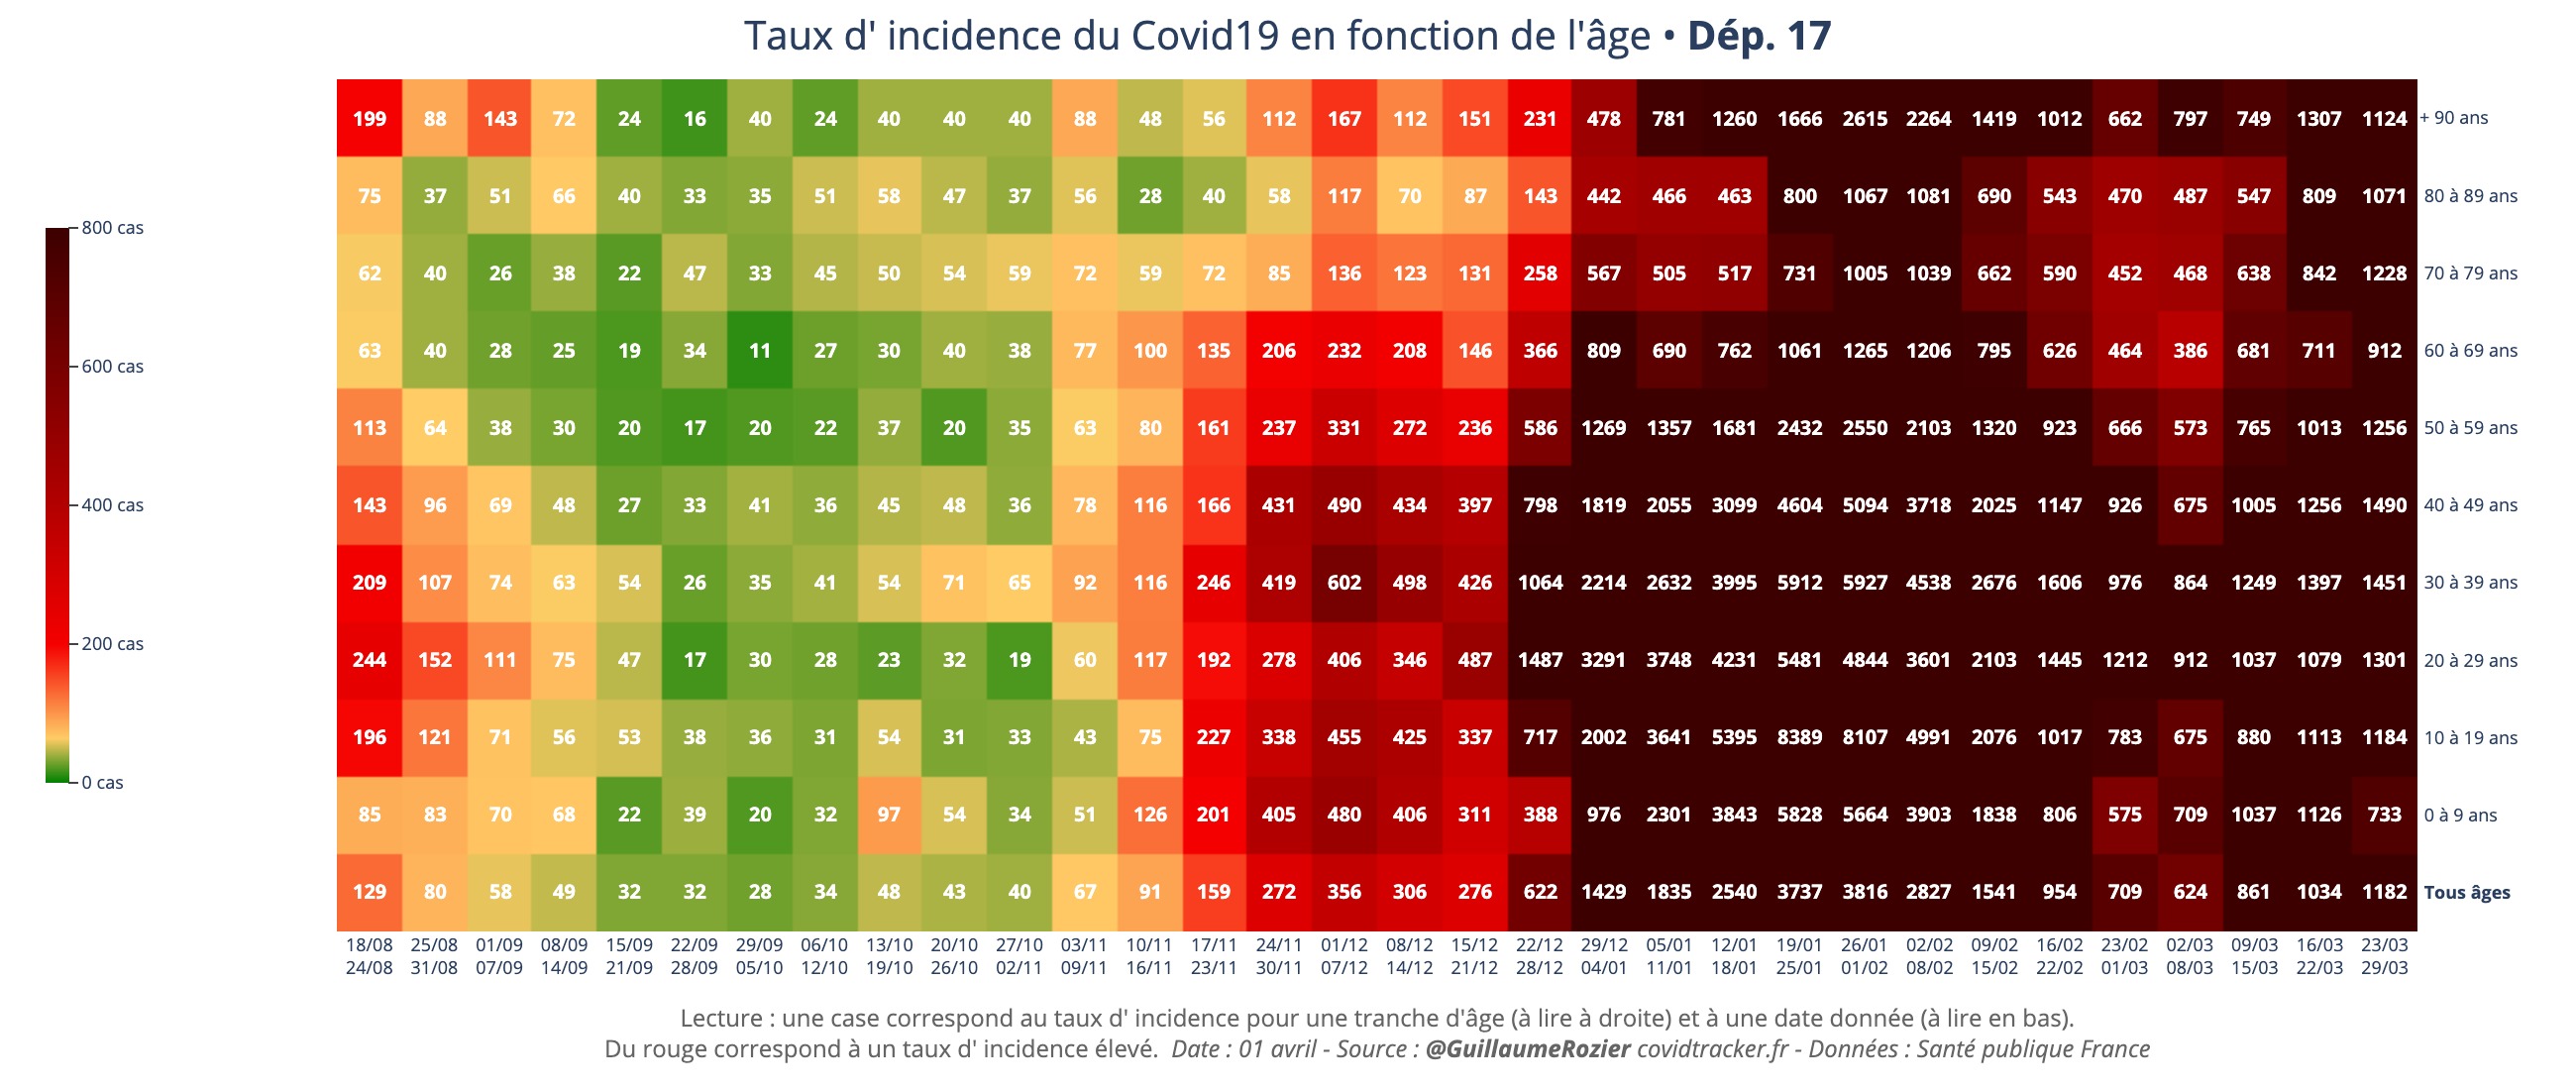 Taux d' incidence du Covid19 en fonction de l'âge • Dép. 17
199 88 143 72 24 16 40 24 40 40 40 88 48 56 112 167 112 151 231 478 781 1260 1666 2615 2264 1419 1012 662 797 749 1307 1124 + 90 ans
75 37 51 66 40 33 35 51 58 47 37 56 28 40 58 117 70 87 143 442 466 463 800 1067 1081 690 543 470 487 547 809 1071 80 à 89 ans
800 cas
62 40 26 38 22 47 33 45 50 54 59 72 59 72 85 136 123 131 258 567 505 517 731 1005 1039 662 590 452 468 638 842 1228 70 à 79 ans
63 40 28 25 19 34 11 27 30 40 38 77 100 135 206 232 208 146 366 809 690 762 1061 1265 1206 795 626 464 386 681 711 912 60 à 69 ans
600 cas
113 64 38 30 20 17 20 22 37 20 35 63 80 161 237 331 272 236 586 1269 1357 1681 2432 2550 2103 1320 923 666 573 765 1013 1256 50 à 59 ans
400 cas
143 96 69 48 27 33 41 36 45 48 36 78 116 166 431 490 434 397 798 1819 2055 3099 4604 5094 3718 2025 1147 926 675 1005 1256 1490 40 à 49 ans
209 107 74 63 54 26 35 41 54 71 65 92 116 246 419 602 498 426 1064 2214 2632 3995 5912 5927 4538 2676 1606 976 864 1249 1397 1451 30 à 39 ans
200 cas
244 152 111 75 47 17 30 28 23 32 19 60 117 192 278 406 346 487 1487 3291 3748 4231 5481 4844 3601 2103 1445 1212 912 1037 1079 1301 20 à 29 ans
196 121 71 56 53 38 36 31 54 31 33 43 75 227 338 455 425 337 717 2002 3641 5395 8389 8107 4991 2076 1017 783 675 880 1113 1184 10 à 19 ans
0 cas
85 83 70 68 22 39 20 32 97 54 34 51 126 201 405 480 406 311 388 976 2301 3843 5828 5664 3903 1838 806 575 709 1037 1126 733 0 à 9 ans
129 80 58 49 32 32 28 34 48 43 40 67 91 159 272 356 306 276 622 1429 1835 2540 3737 3816 2827 1541 954 709 624 861 1034 1182 Tous âges
18/08 25/08 01/09 08/09 15/09 22/09 29/09 06/10 13/10 20/10 27/10 03/11 10/11 17/11 24/11 01/12 08/12 15/12 22/12 29/12 05/01 12/01 19/01 26/01 02/02 09/02 16/02 23/02 02/03 09/03 16/03 23/03
24/08 31/08 07/09 14/09 21/09 28/09 05/10 12/10 19/10 26/10 02/11 09/11 16/11 23/11 30/11 07/12 14/12 21/12 28/12 04/01 11/01 18/01 25/01 01/02 08/02 15/02 22/02 01/03 08/03 15/03 22/03 29/03
Lecture : une case correspond au taux d' incidence pour une tranche d'âge (à lire à droite) et à une date donnée (à lire en bas).
Du rouge correspond à un taux d' incidence élevé. Date : 01 avril - Source : @GuillaumeRozier covidtracker.fr - Données : Santé publique France